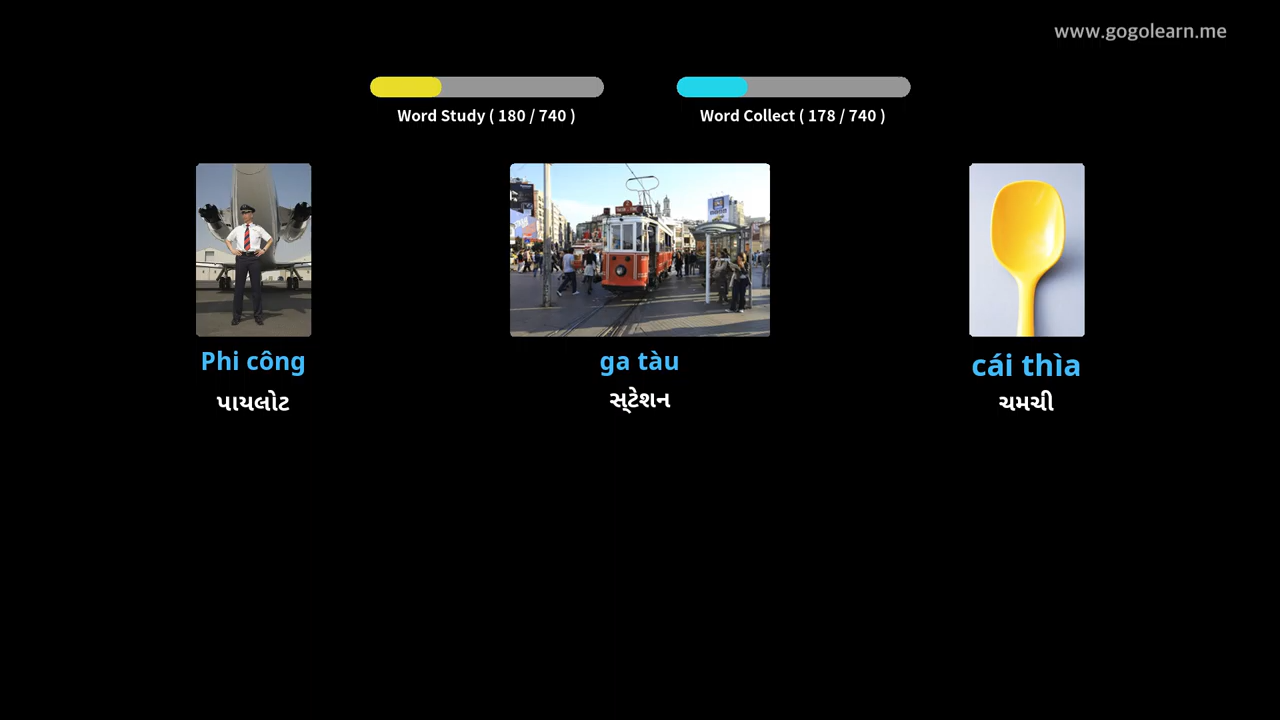 www.gogolearn.me
Word Study ( 180 / 740 )
Word Collect ( 178 / 740 )
Phi công
ga tàu
cái thìa
પાયલોટ
સ્ટેશન
ચમચી